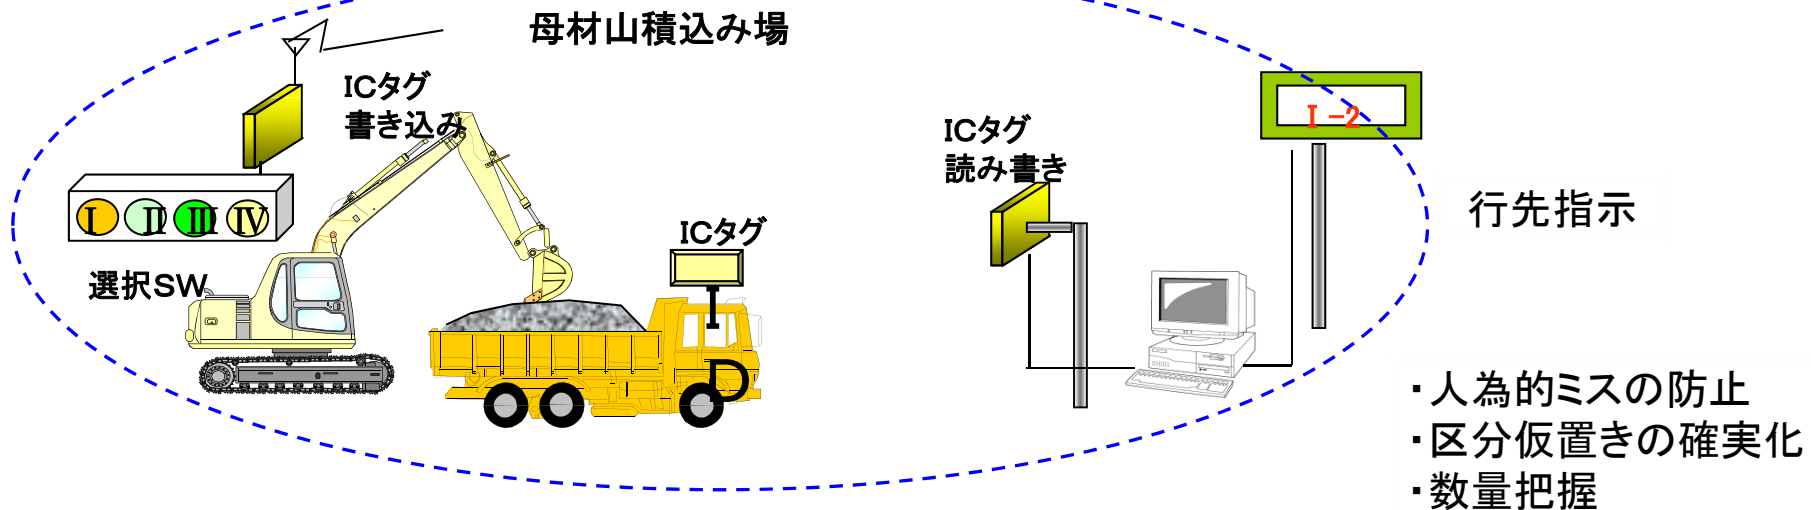 母材山積込み場
ICタグ
書き込み
Ⅰ Ⅱ Ⅲ Ⅳ
選択SW
ICタグ
D
ICタグ
読み書き
Ⅰ-2
行先指示
・人為的ミスの防止
・区分仮置きの確実化
・数量把握